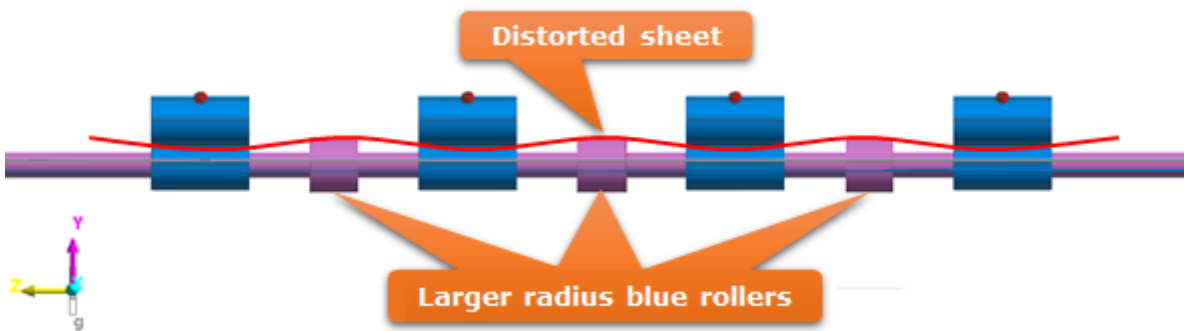 Distorted sheet
Y
Z
X
g
Larger radius blue rollers